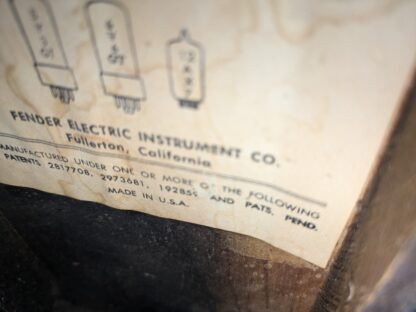 FENDER ELECTRIC INSTRUMENT CO.
Fullerton, California
MANUFACTURED UNDER ONE OR MORE OF THE FOLLOWING
PATENTS 2817708, 2973681, AND PATS. PEND.
MADE IN U.S.A.